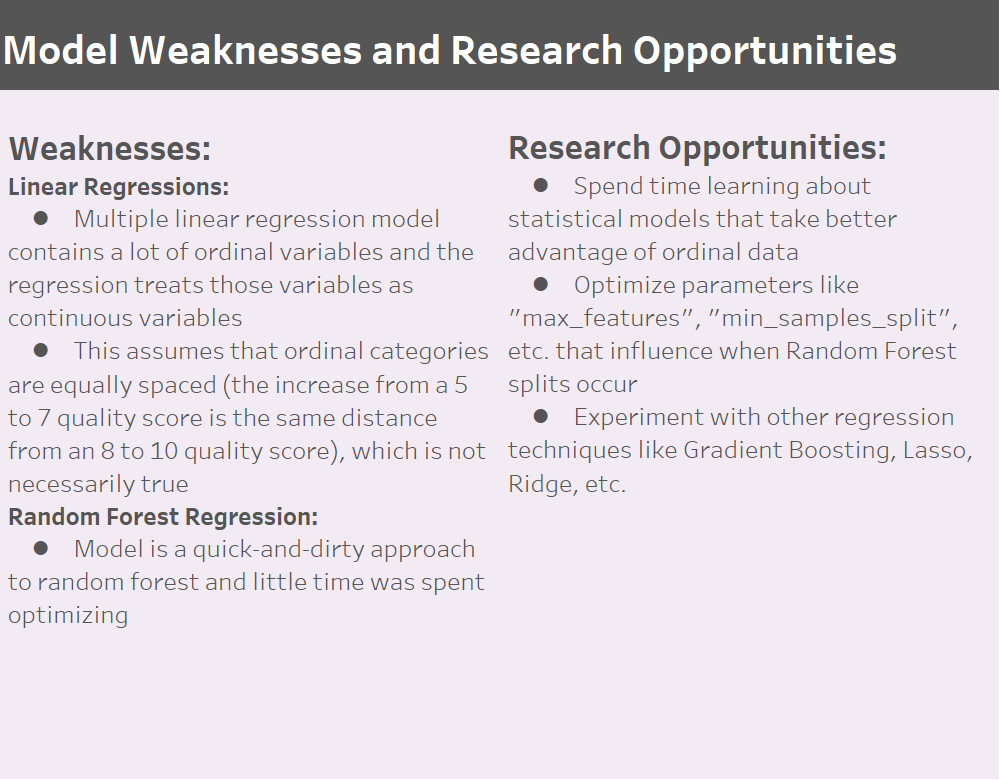 Model Weaknesses and Research Opportunities
Weaknesses:
Linear Regressions:
● Multiple linear regression model
contains a lot of ordinal variables and the
regression treats those variables as
continuous variables
● This assumes that ordinal categories
are equally spaced (the increase from a 5
to 7 quality score is the same distance
from an 8 to 10 quality score), which is not
necessarily true
Random Forest Regression:
● Model is a quick-and-dirty approach
to random forest and little time was spent
optimizing
Research Opportunities:
● Spend time learning about
statistical models that take better
advantage of ordinal data
● Optimize parameters like
"max_features", "min_samples_split",
etc. that influence when Random Forest
splits occur
● Experiment with other regression
techniques like Gradient Boosting, Lasso,
Ridge, etc.